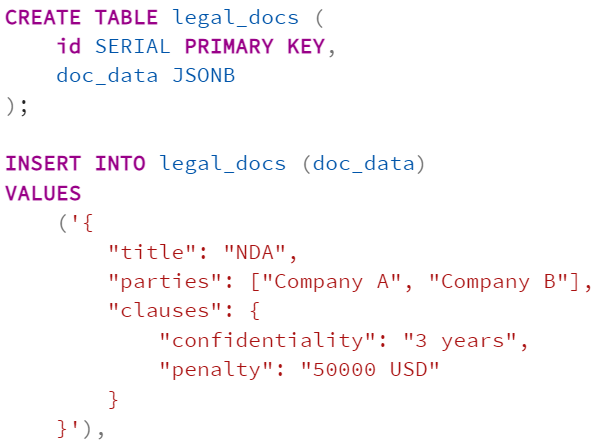 CREATE TABLE legal_docs (
    id SERIAL PRIMARY KEY,
    doc_data JSONB
);

INSERT INTO legal_docs (doc_data)
VALUES
    ('{
        "title": "NDA",
        "parties": ["Company A", "Company B"],
        "clauses": {
            "confidentiality": "3 years",
            "penalty": "50000 USD"
        }
    }'),